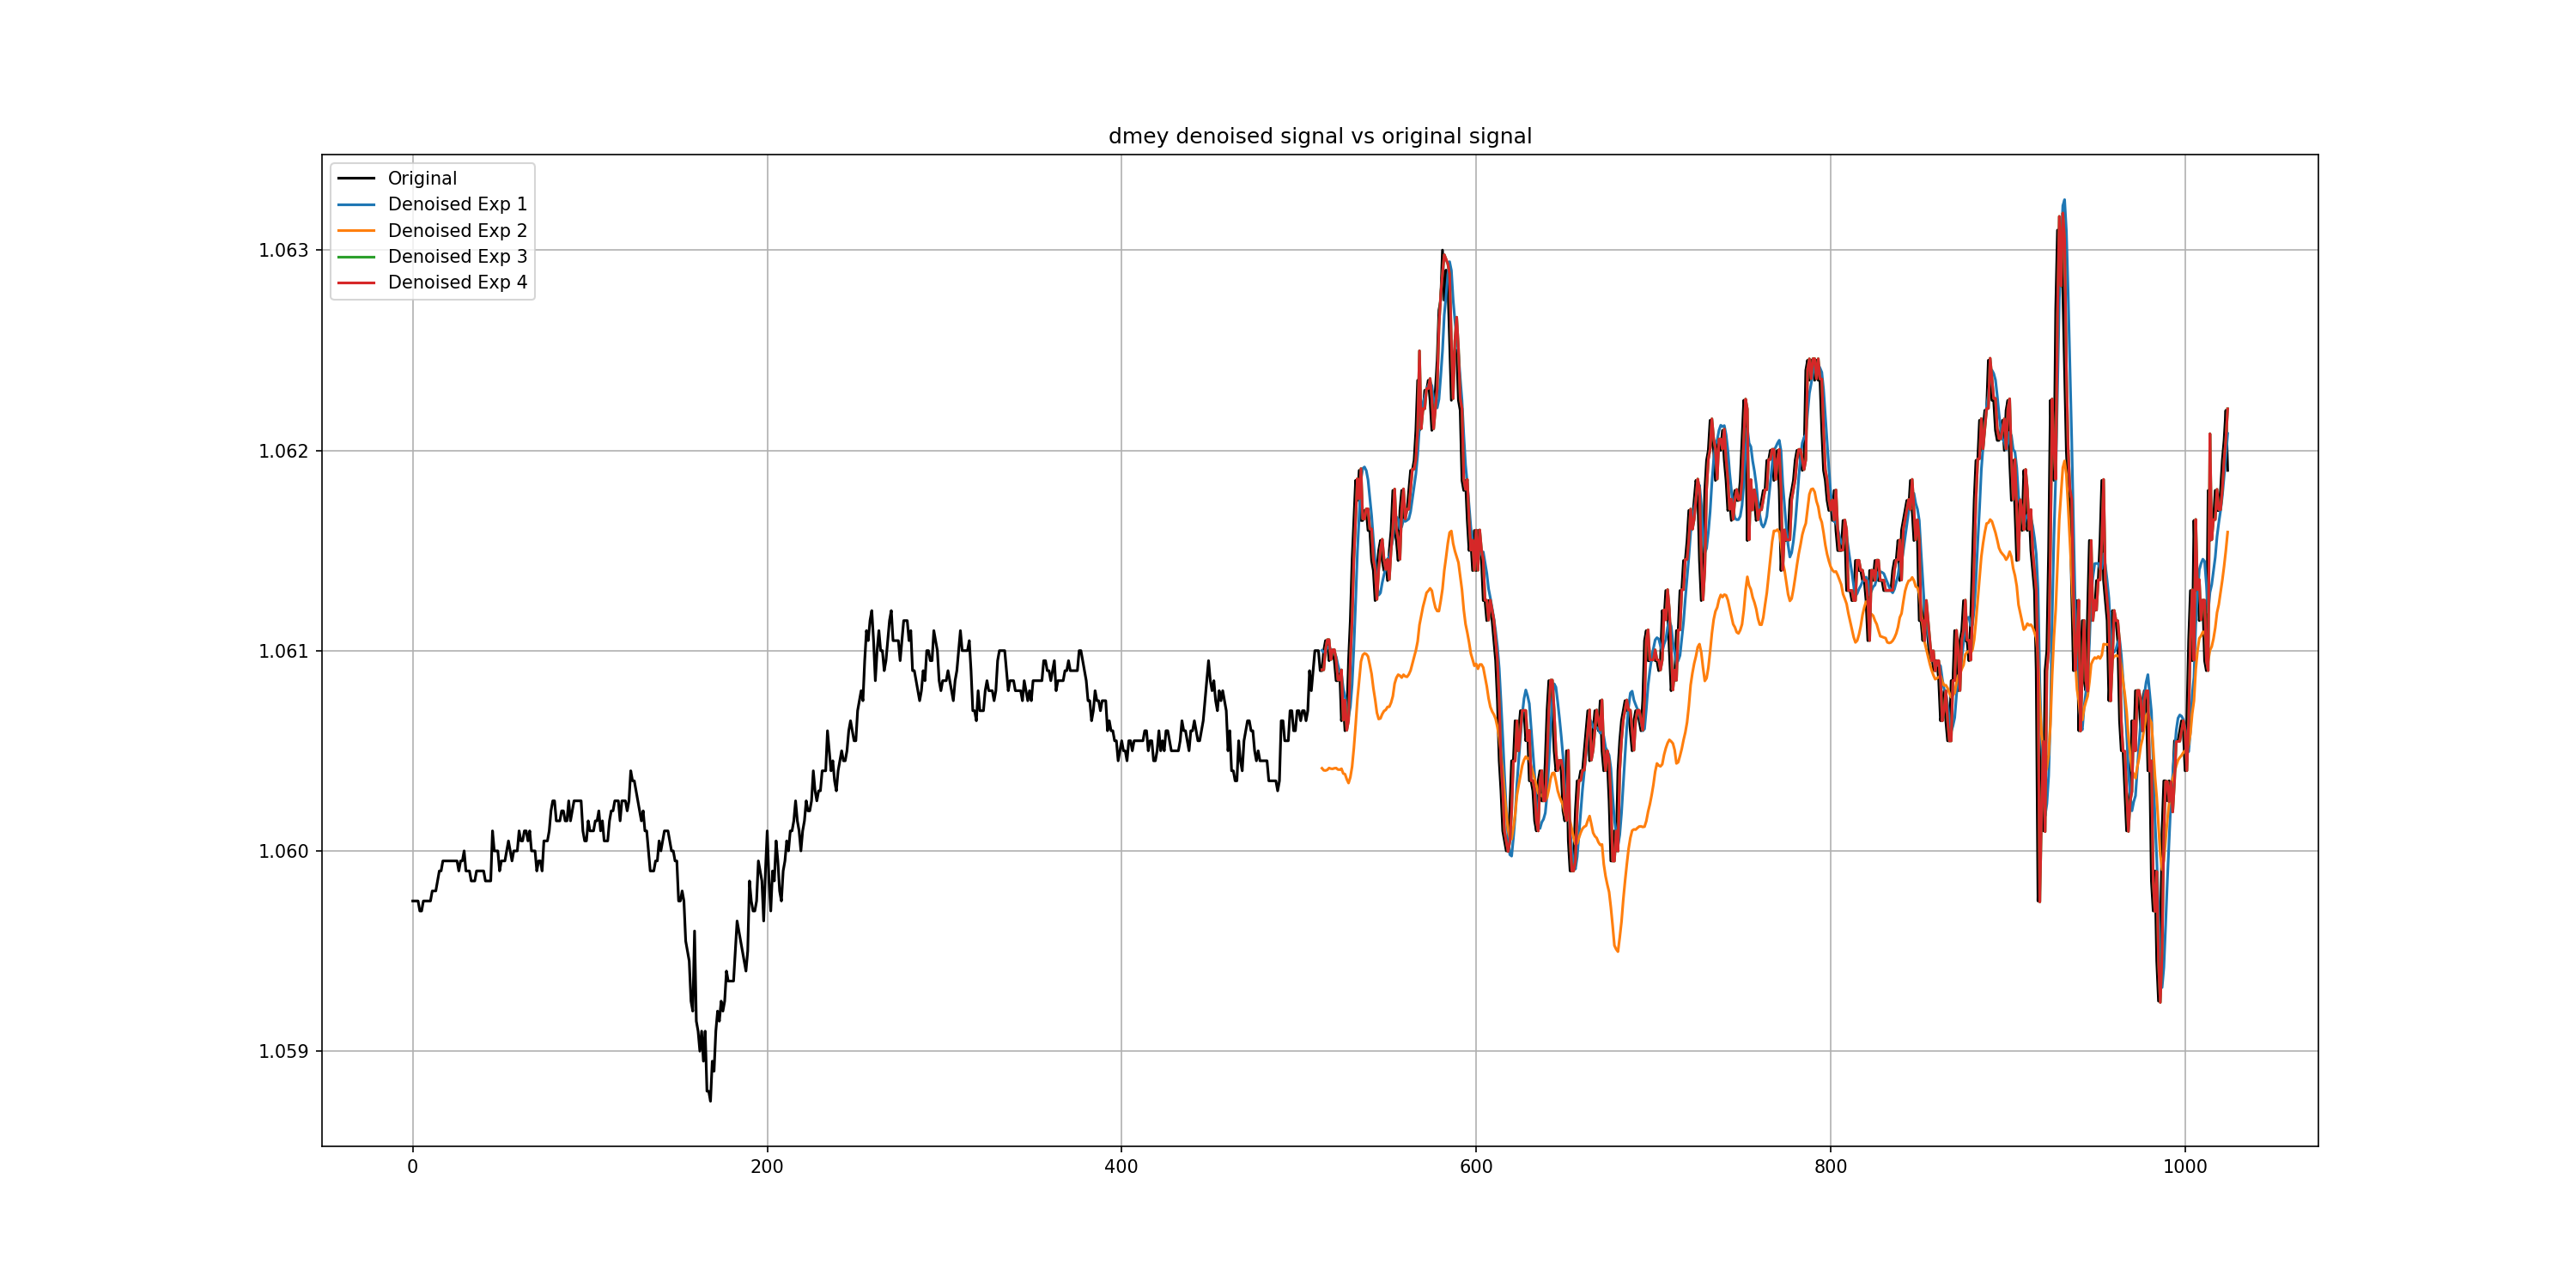 dmey denoised signal vs original signal
Original
Denoised Exp 1
Denoised Exp 2
Denoised Exp 3
Denoised Exp 4
1.063
1.062
1.061
1.060
1.059
0 200 400 600 800 1000